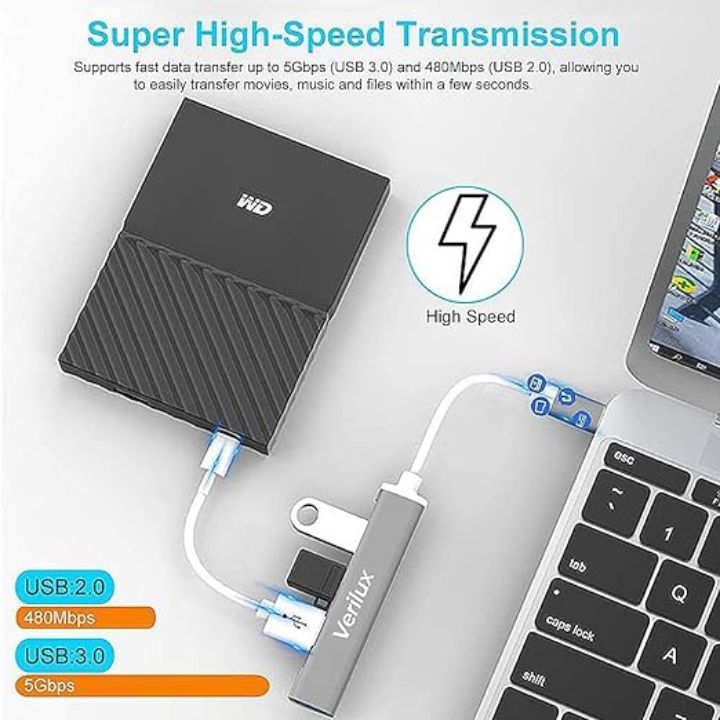 Super High-Speed Transmission
Supports fast data transfer up to 5Gbps (USB 3.0) and 480Mbps (USB 2.0), allowing you
to easily transfer movies, music and files within a few seconds.
WD
High Speed
esc
~
`
!
1
tab
Q
caps lock
A
shift
Verilux
USB:2.0
480Mbps
USB:3.0
5Gbps